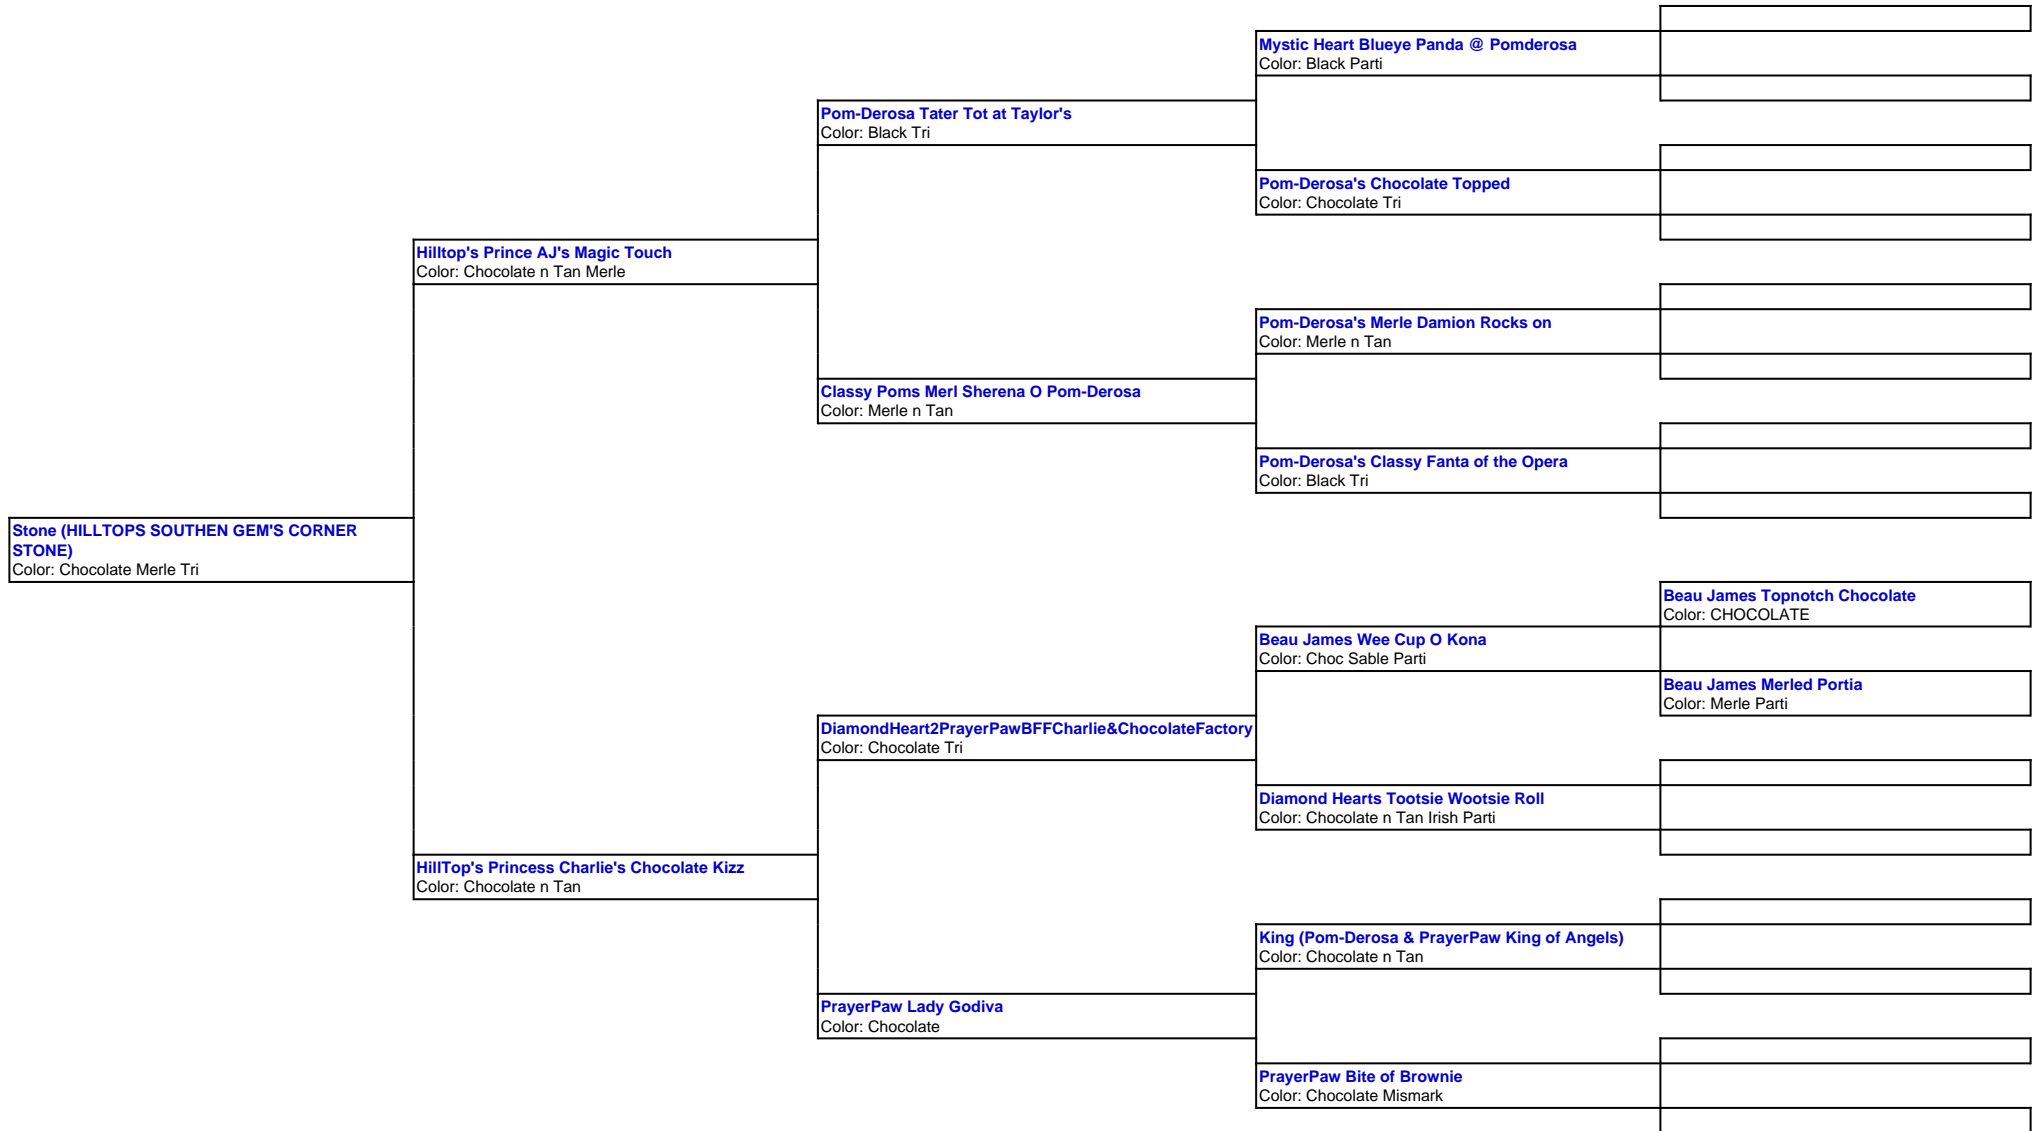 Mystic Heart Blueye Panda @ Pomderosa
Color: Black Parti
Pom-Derosa Tater Tot at Taylor's
Color: Black Tri
Pom-Derosa's Chocolate Topped
Color: Chocolate Tri
Hilltop's Prince AJ's Magic Touch
Color: Chocolate n Tan Merle
Pom-Derosa's Merle Damion Rocks on
Color: Merle n Tan
Classy Poms Merl Sherena O Pom-Derosa
Color: Merle n Tan
Pom-Derosa's Classy Fanta of the Opera
Color: Black Tri
Stone (HILLTOPS SOUTHEN GEM'S CORNER
STONE)
Color: Chocolate Merle Tri
Beau James Topnotch Chocolate
Color: CHOCOLATE
Beau James Wee Cup O Kona
Color: Choc Sable Parti
Beau James Merled Portia
Color: Merle Parti
DiamondHeart2PrayerPawBFFCharlie&ChocolateFactory
Color: Chocolate Tri
Diamond Hearts Tootsie Wootsie Roll
Color: Chocolate n Tan Irish Parti
HillTop's Princess Charlie's Chocolate Kizz
Color: Chocolate n Tan
King (Pom-Derosa & PrayerPaw King of Angels)
Color: Chocolate n Tan
PrayerPaw Lady Godiva
Color: Chocolate
PrayerPaw Bite of Brownie
Color: Chocolate Mismark